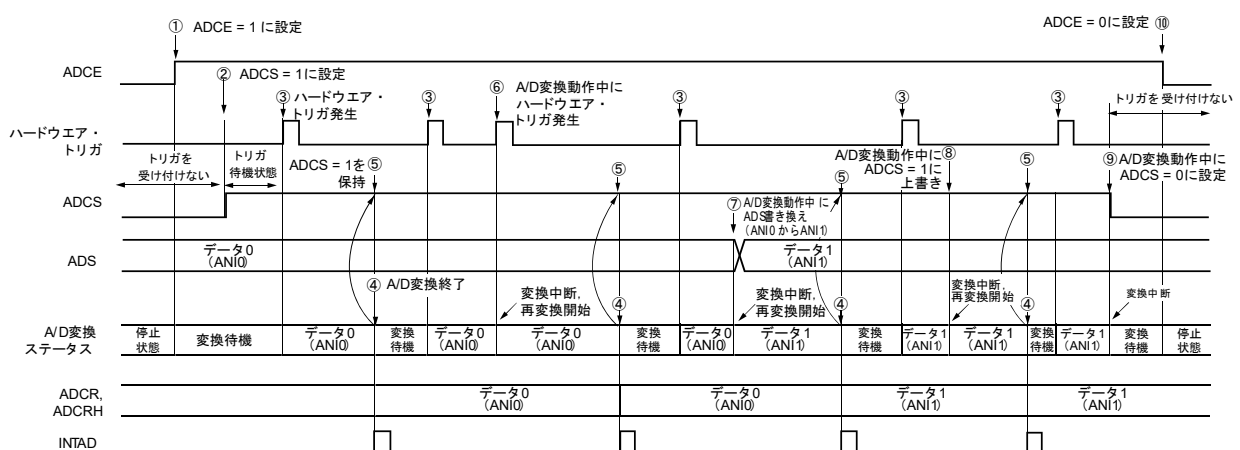 ① ADCE = 1 に設定
ADCE = 0に設定 ⑩
ADCE
② ADCS = 1に設定
③ ハードウエア・
トリガ発生
③
⑥ A/D変換動作中に
ハードウエア・
トリガ発生
③
③
③
トリガを受け付けない
ハードウエア・
トリガ
トリガを
受け付けない
トリガ
待機状態
ADCS = 1を
保持
⑤
⑤
A/D変換動作中に
ADCS = 1に
上書き
⑧
⑤
⑤
⑨ A/D変換動作中に
ADCS = 0に設定
ADCS
⑦ A/D変換動作中に
ADS書き換え
(ANI0 からANI1)
ADS
データ0
(ANI0)
データ1
(ANI1)
④ A/D変換終了
変換中断,
再変換開始
④
変換中断,
再変換開始
④
変換中断,
再変換開始
④
変換中断
A/D変換
ステータス
停止
状態
変換待機
データ0
(ANI0)
変換
待機
データ0
(ANI0)
データ0
(ANI0)
変換
待機
データ0
(ANI0)
データ1
(ANI1)
変換
待機
データ1
(ANI1)
データ1
(ANI1)
変換
待機
データ1
(ANI1)
変換
待機
停止
状態
ADCR,
ADCRH
データ0
(ANI0)
データ0
(ANI0)
データ1
(ANI1)
データ1
(ANI1)
INTAD